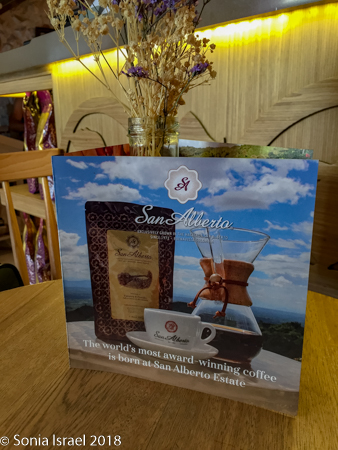 SA
San Alberto
San Alberto
San Alberto
The world's most award-winning coffee
is born at San Alberto Estate
© Sonia Israel 2018